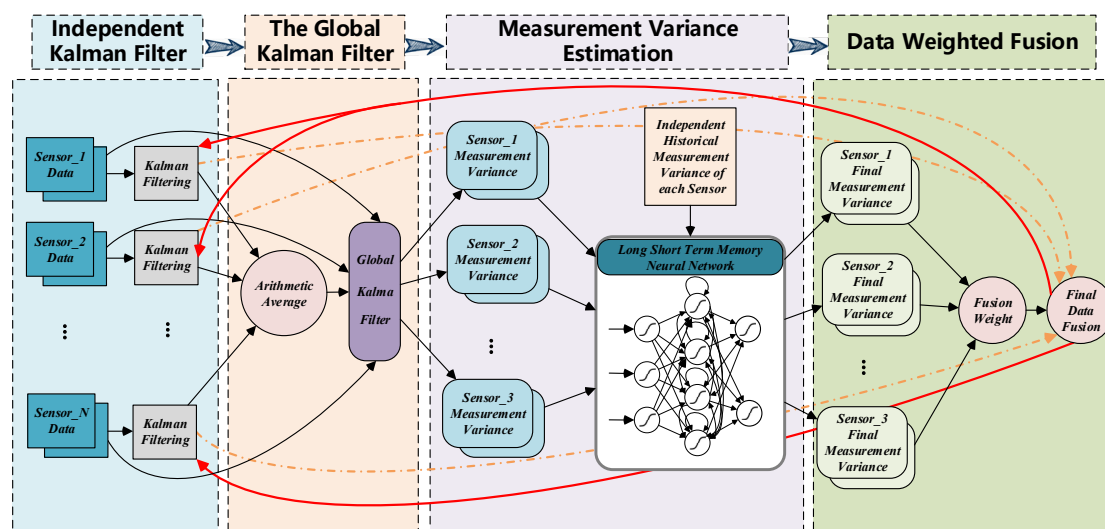 Independent
Kalman Filter
The Global
Kalman Filter
Measurement Variance
Estimation
Data Weighted Fusion
Sensor_1
Data
Kalman
Filtering
Sensor_2
Data
Kalman
Filtering
Sensor_N
Data
Kalman
Filtering
Arithmetic
Average
Global
Kalma
Filter
Sensor_1
Measurement
Variance
Sensor_2
Measurement
Variance
Sensor_3
Measurement
Variance
Independent
Historical
Measurement
Variance of
each Sensor
Long Short Term Memory
Neural Network
Sensor_1
Final
Measurement
Variance
Sensor_2
Final
Measurement
Variance
Sensor_3
Final
Measurement
Variance
Fusion
Weight
Final
Data
Fusion